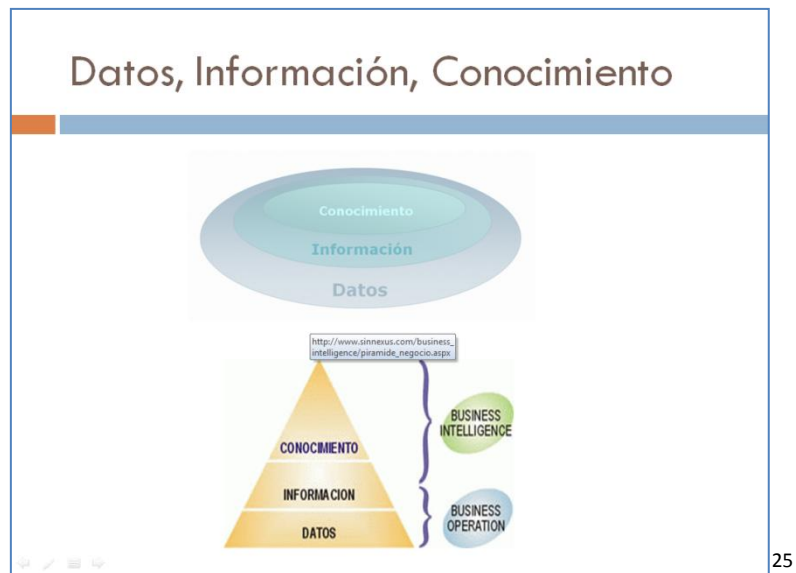 Datos, Información, Conocimiento
Conocimiento
Información
Datos
http://www.sinnexus.com/business_
intelligence/piramide_negocio.aspx
CONOCIMIENTO
INFORMACION
DATOS
BUSINESS
INTELLIGENCE
BUSINESS
OPERATION
25